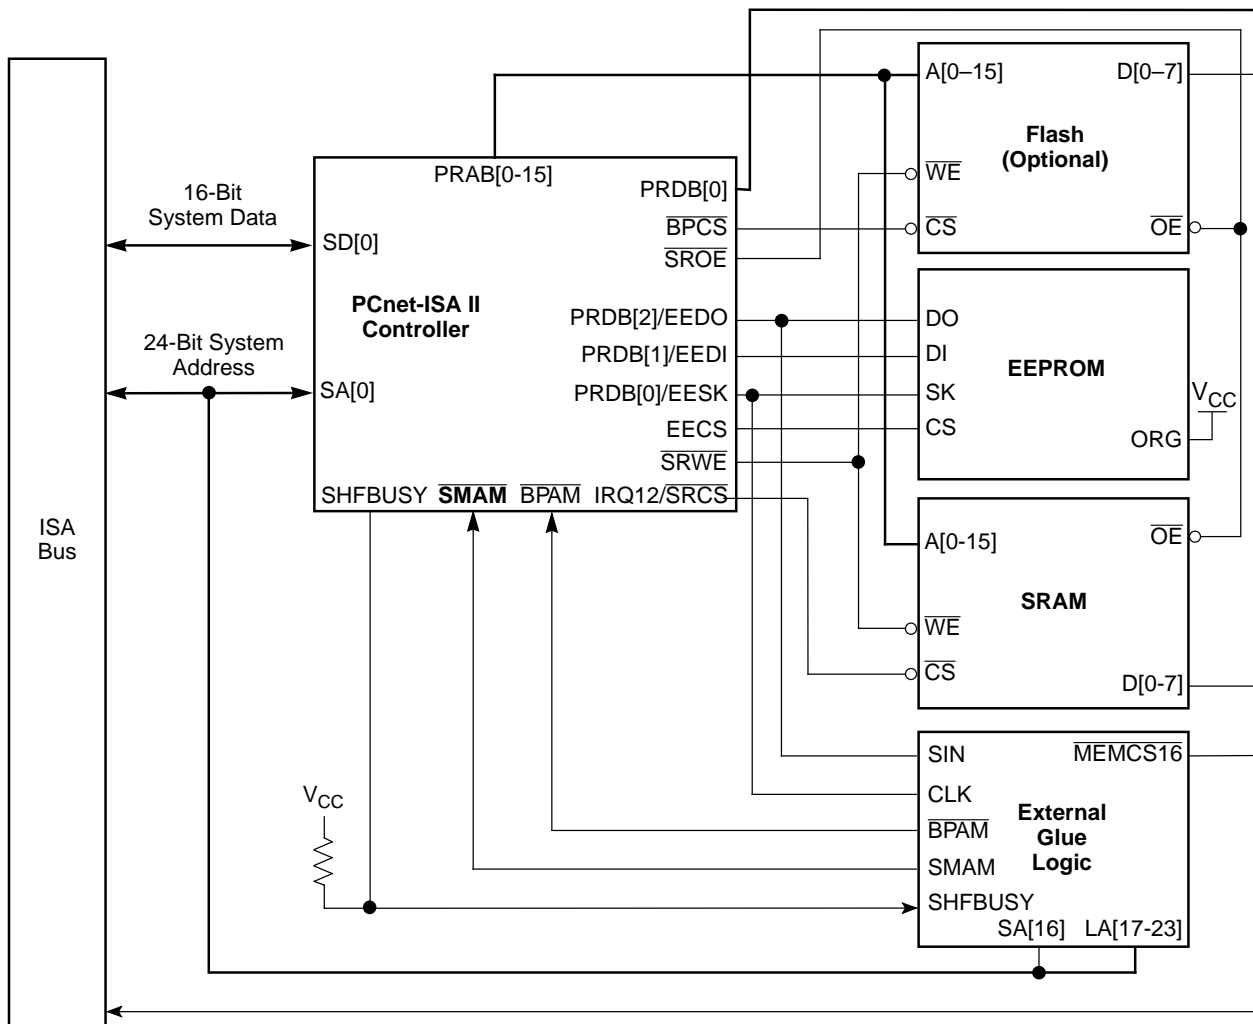 ISA
Bus
16-Bit
System Data
24-Bit System
Address
PRAB[0-15]
PRDB[0]
BPCS
SROE
SD[0]
PCnet-ISA II
Controller
PRDB[2]/EEDO
PRDB[1]/EEDI
SA[0]
PRDB[0]/EESK
EECS
SRWE
SHFBUSY SMAM BPAM IRQ12/SRCS
A[0–15] D[0–7]
Flash
(Optional)
WE
CS OE
DO
DI
EEPROM
SK
CS
VCC
ORG
A[0-15] OE
SRAM
WE
CS
D[0-7]
SIN MEMCS16
CLK
External
Glue
Logic
BPAM
SMAM
SHFBUSY
SA[16] LA[17-23]
VCC